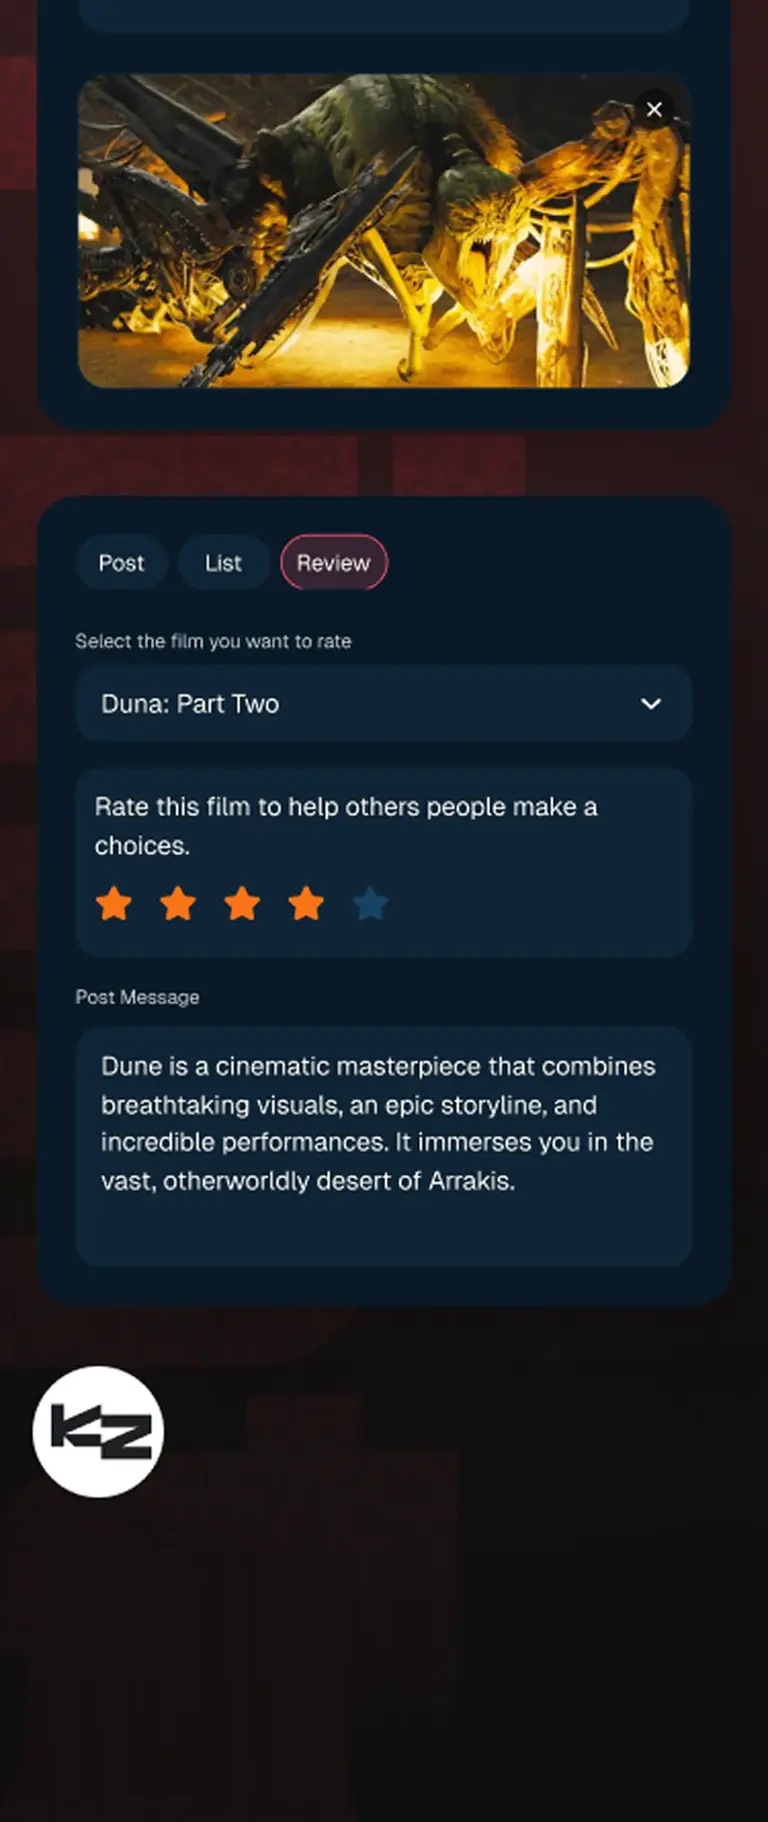 Post
List
Review
Select the film you want to rate
Duna: Part Two
Rate this film to help others people make a
choices.
Post Message
Dune is a cinematic masterpiece that combines
breathtaking visuals, an epic storyline, and
incredible performances. It immerses you in the
vast, otherworldly desert of Arrakis.
KZ